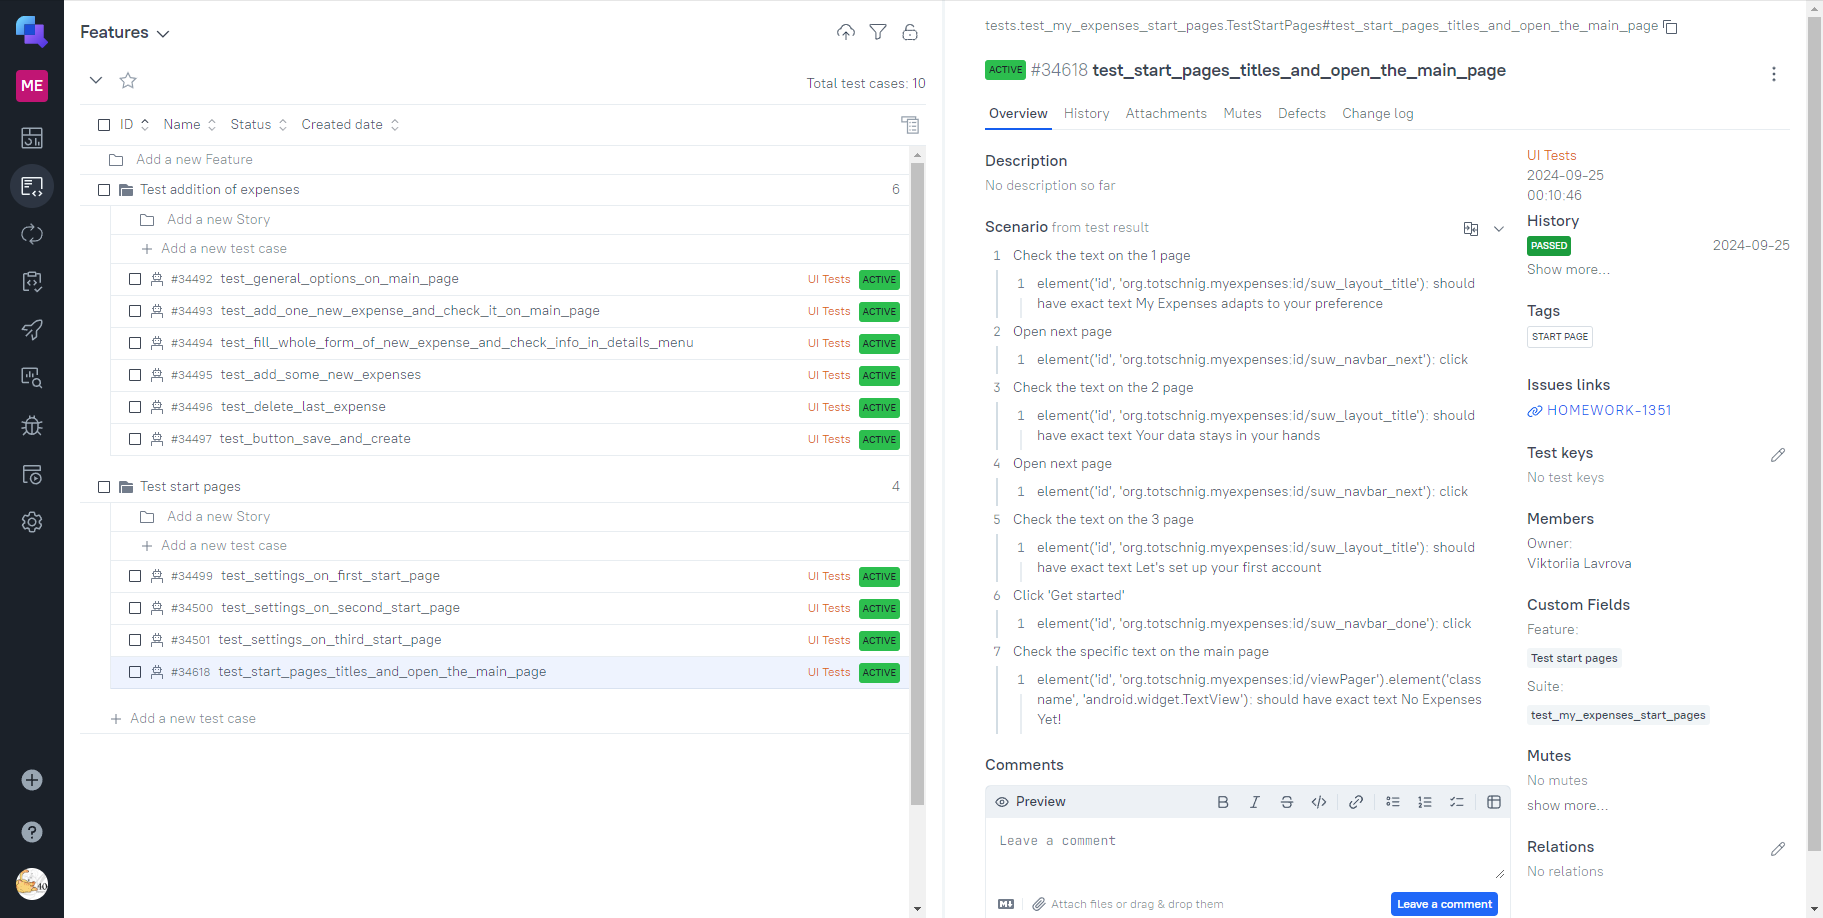 ME
Features
Total test cases: 10
ID Name Status Created date
Add a new Feature
Test addition of expenses 6
Add a new Story
Add a new test case
#34492 test_general_options_on_main_page UI Tests ACTIVE
#34493 test_add_one_new_expense_and_check_it_on_main_page UI Tests ACTIVE
#34494 test_fill_whole_form_of_new_expense_and_check_info_in_details_menu UI Tests ACTIVE
#34495 test_add_some_new_expenses UI Tests ACTIVE
#34496 test_delete_last_expense UI Tests ACTIVE
#34497 test_button_save_and_create UI Tests ACTIVE
Test start pages 4
Add a new Story
Add a new test case
#34499 test_settings_on_first_start_page UI Tests ACTIVE
#34500 test_settings_on_second_start_page UI Tests ACTIVE
#34501 test_settings_on_third_start_page UI Tests ACTIVE
#34618 test_start_pages_titles_and_open_the_main_page UI Tests ACTIVE
Add a new test case
tests.test_my_expenses_start_pages.TestStartPages#test_start_pages_titles_and_open_the_main_page
ACTIVE #34618 test_start_pages_titles_and_open_the_main_page
Overview History Attachments Mutes Defects Change log
Description
No description so far
Scenario from test result
1 Check the text on the 1 page
1 element('id', 'org.totschnig.myexpenses:id/suw_layout_title'): should
have exact text My Expenses adapts to your preference
2 Open next page
1 element('id', 'org.totschnig.myexpenses:id/suw_navbar_next'): click
3 Check the text on the 2 page
1 element('id', 'org.totschnig.myexpenses:id/suw_layout_title'): should
have exact text Your data stays in your hands
4 Open next page
1 element('id', 'org.totschnig.myexpenses:id/suw_navbar_next'): click
5 Check the text on the 3 page
1 element('id', 'org.totschnig.myexpenses:id/suw_layout_title'): should
have exact text Let's set up your first account
6 Click 'Get started'
1 element('id', 'org.totschnig.myexpenses:id/suw_navbar_done'): click
7 Check the specific text on the main page
1 element('id', 'org.totschnig.myexpenses:id/viewPager').element('class
name', 'android.widget.TextView'): should have exact text No Expenses
Yet!
Comments
Preview
Leave a comment
Attach files or drag & drop them
Leave a comment
UI Tests
2024-09-25
00:10:46
History
PASSED 2024-09-25
Show more...
Tags
START PAGE
Issues links
HOMEWORK-1351
Test keys
No test keys
Members
Owner:
Viktoriia Lavrova
Custom Fields
Feature:
Test start pages
Suite:
test_my_expenses_start_pages
Mutes
No mutes
show more...
Relations
No relations